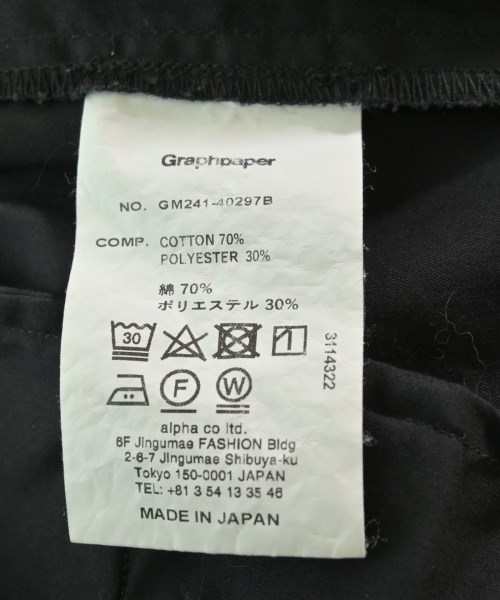 Graphpaper
NO. GM241-40297B
COMP. COTTON 70%
POLYESTER 30%
綿 70%
ポリエステル 30%
30
F W
3114322
alpha co ltd.
6F Jingumae FASHION Bldg
2-6-7 Jingumae Shibuya-ku
Tokyo 150-0001 JAPAN
TEL: +81 3 54 13 35 46
MADE IN JAPAN